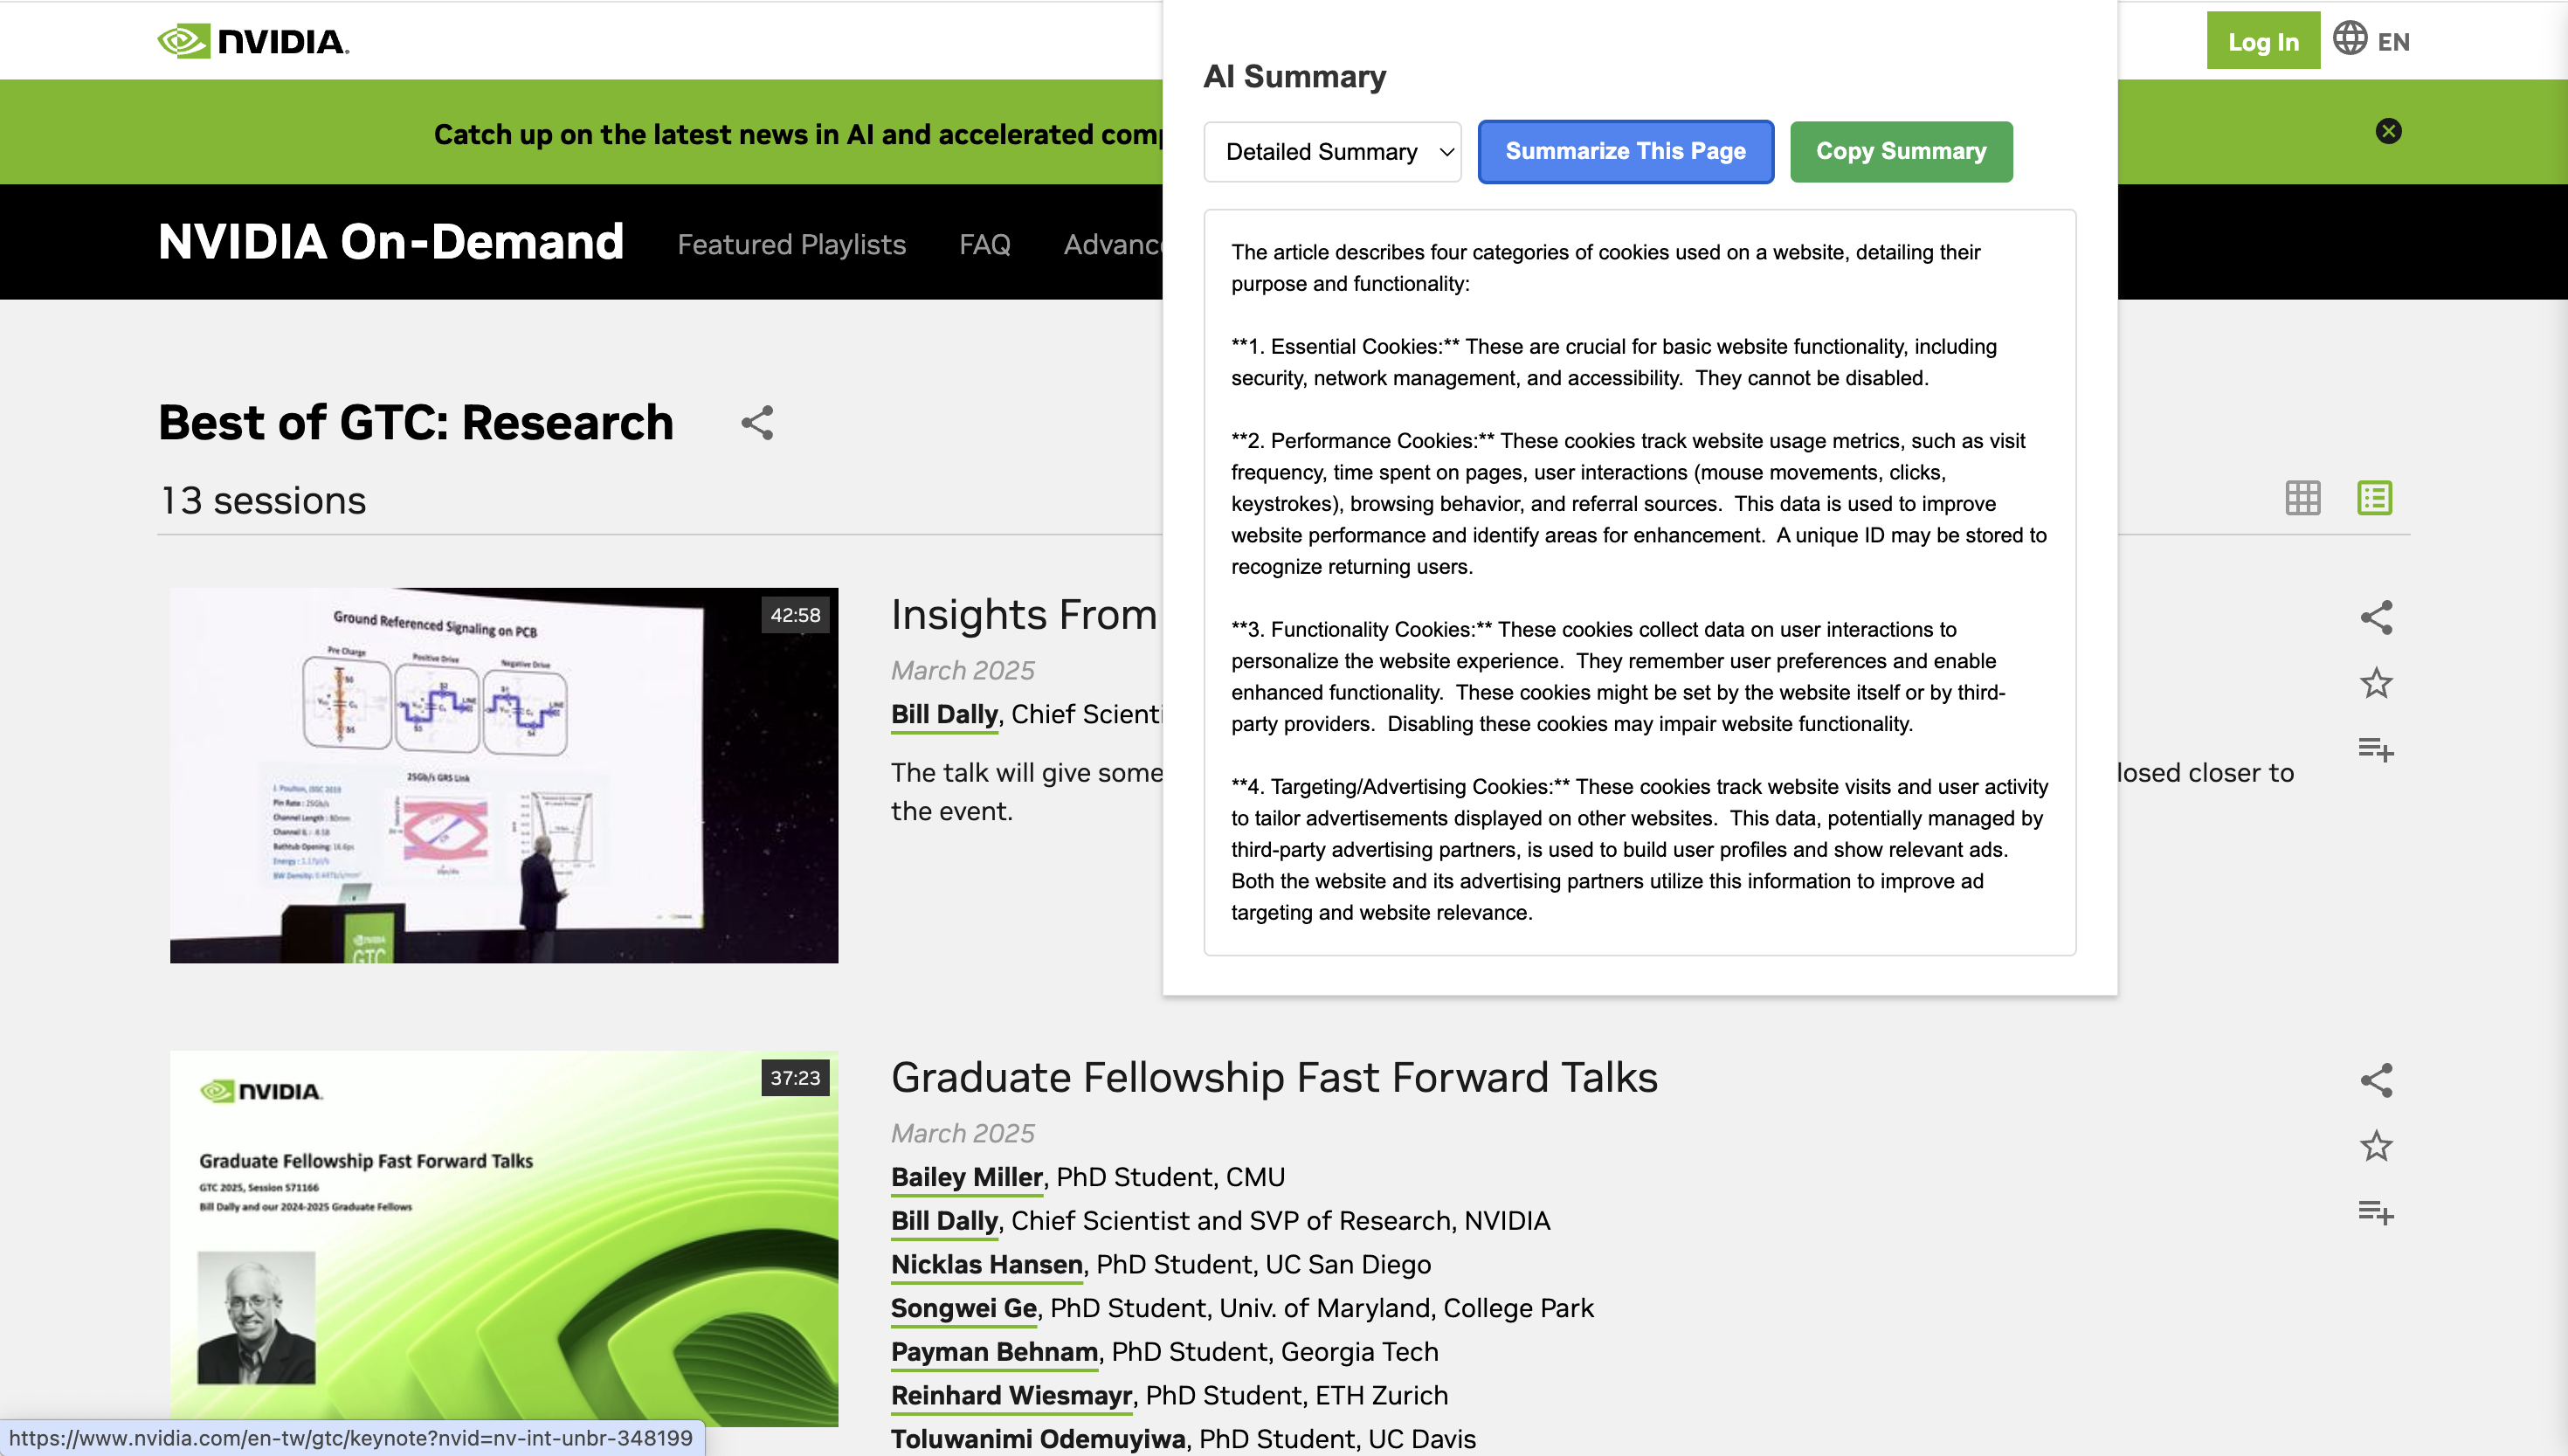 NVIDIA.
Log In
EN
Catch up on the latest news in AI and accelerated comp
NVIDIA On-Demand
Featured Playlists
FAQ
Advanc
AI Summary
Detailed Summary
Summarize This Page
Copy Summary
The article describes four categories of cookies used on a website, detailing their
purpose and functionality:
**1. Essential Cookies:** These are crucial for basic website functionality, including
security, network management, and accessibility.  They cannot be disabled.
**2. Performance Cookies:** These cookies track website usage metrics, such as visit
frequency, time spent on pages, user interactions (mouse movements, clicks,
keystrokes), browsing behavior, and referral sources.  This data is used to improve
website performance and identify areas for enhancement.  A unique ID may be stored to
recognize returning users.
**3. Functionality Cookies:** These cookies collect data on user interactions to
personalize the website experience.  They remember user preferences and enable
enhanced functionality.  These cookies might be set by the website itself or by third-
party providers.  Disabling these cookies may impair website functionality.
**4. Targeting/Advertising Cookies:** These cookies track website visits and user activity
to tailor advertisements displayed on other websites.  This data, potentially managed by
third-party advertising partners, is used to build user profiles and show relevant ads.
Both the website and its advertising partners utilize this information to improve ad
targeting and website relevance.
Best of GTC: Research
13 sessions
42:58
Ground Referenced Signaling on PCB
Pre Charge
Positive Drive
Negative Drive
25Gb/s GRS Link
Pin Rate : 25Gb/s
Channel Length : 80mm
NVIDIA
GTC
Insights From
March 2025
Bill Dally, Chief Scienti
The talk will give some
losed closer to
the event.
37:23
NVIDIA.
Graduate Fellowship Fast Forward Talks
GTC 2025, Session S71166
Bill Dally and our 2024-2025 Graduate Fellows
Graduate Fellowship Fast Forward Talks
March 2025
Bailey Miller, PhD Student, CMU
Bill Dally, Chief Scientist and SVP of Research, NVIDIA
Nicklas Hansen, PhD Student, UC San Diego
Songwei Ge, PhD Student, Univ. of Maryland, College Park
Payman Behnam, PhD Student, Georgia Tech
Reinhard Wiesmayr, PhD Student, ETH Zurich
Toluwanimi Odemuyiwa, PhD Student, UC Davis
https://www.nvidia.com/en-tw/gtc/keynote?nvid=nv-int-unbr-348199